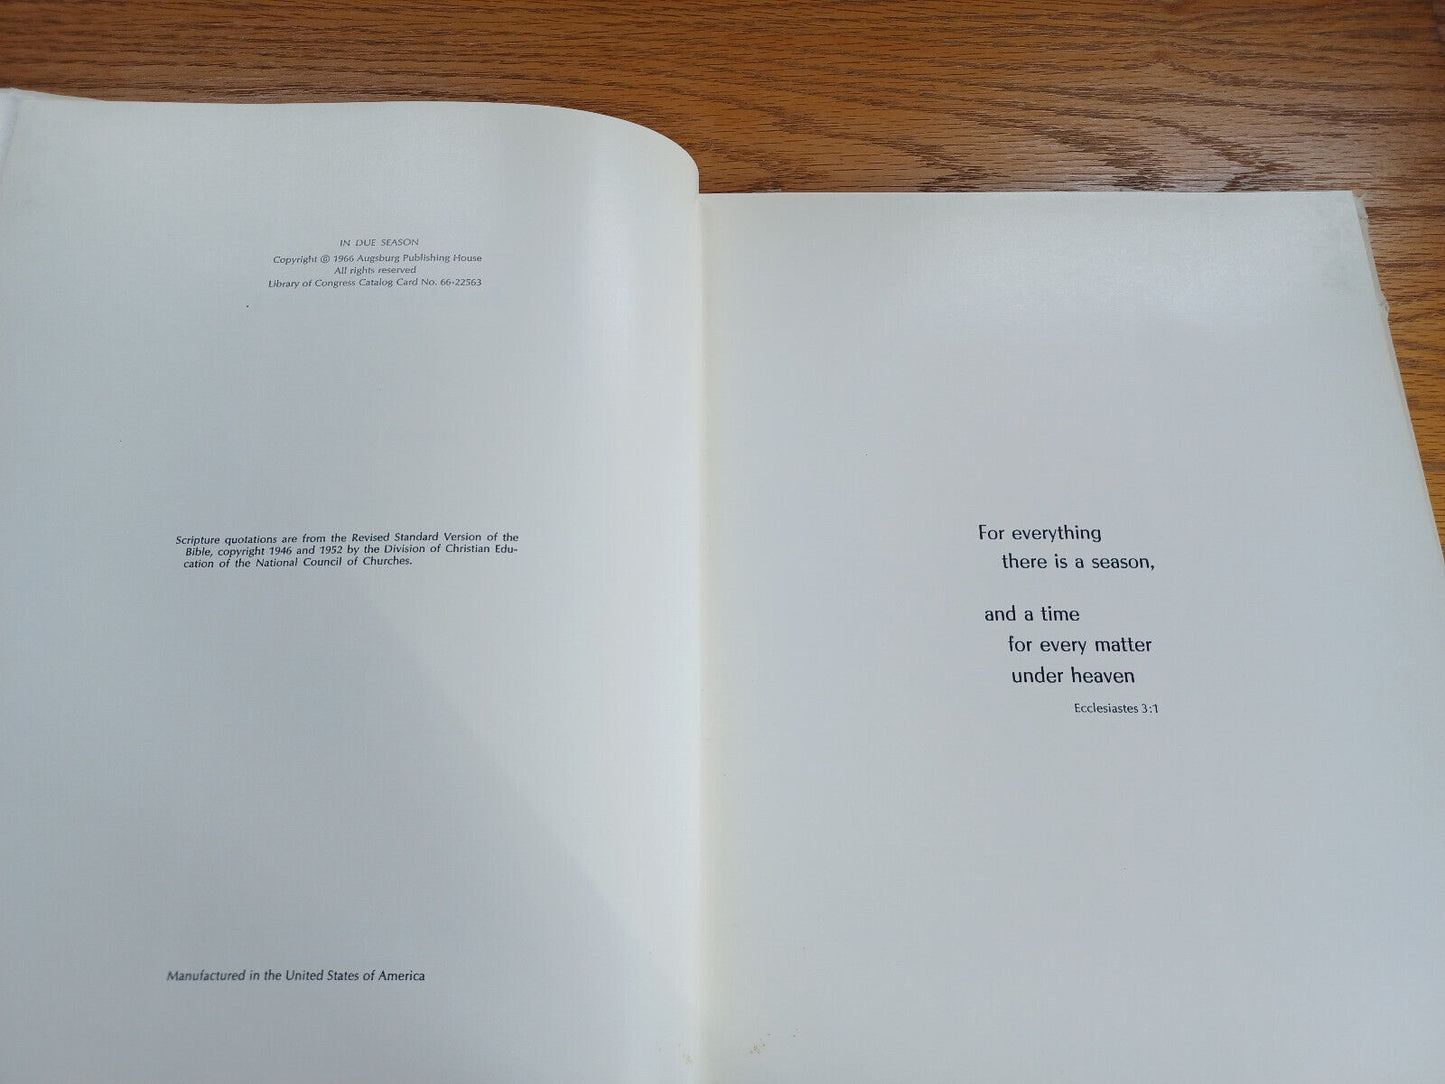 IN DUE SEASON
Copyright © 1966 Augsburg Publishing House
All rights reserved
Library of Congress Catalog Card No. 66-22563
Scripture quotations are from the Revised Standard Version of the
Bible, copyright 1946 and 1952 by the Division of Christian Edu-
cation of the National Council of Churches.
Manufactured in the United States of America
For everything
there is a season,
and a time
for every matter
under heaven
Ecclesiastes 3:1